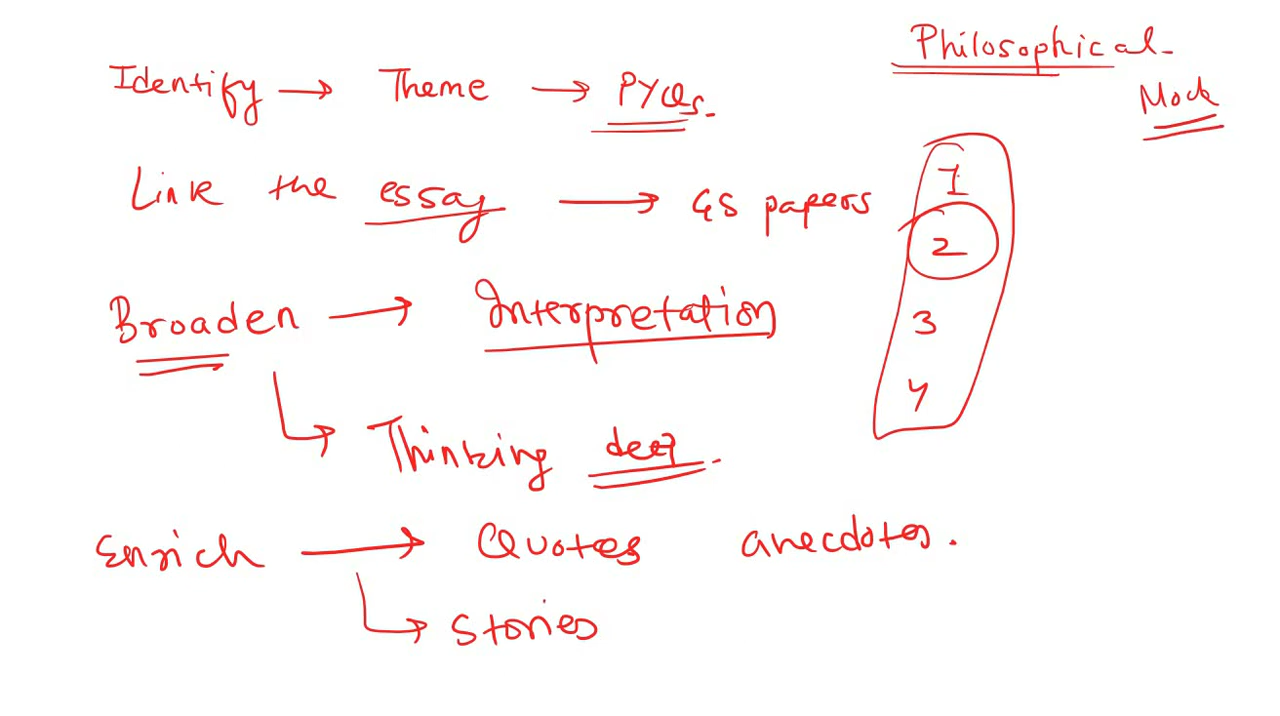 Philosophical
Identify → Theme → PYQs.
Mock
Link the essay → GS papers
1
2
3
4
Broaden → Interpretation
→ Thinking deep.
Enrich → Quotes anecdotes.
→ Stories